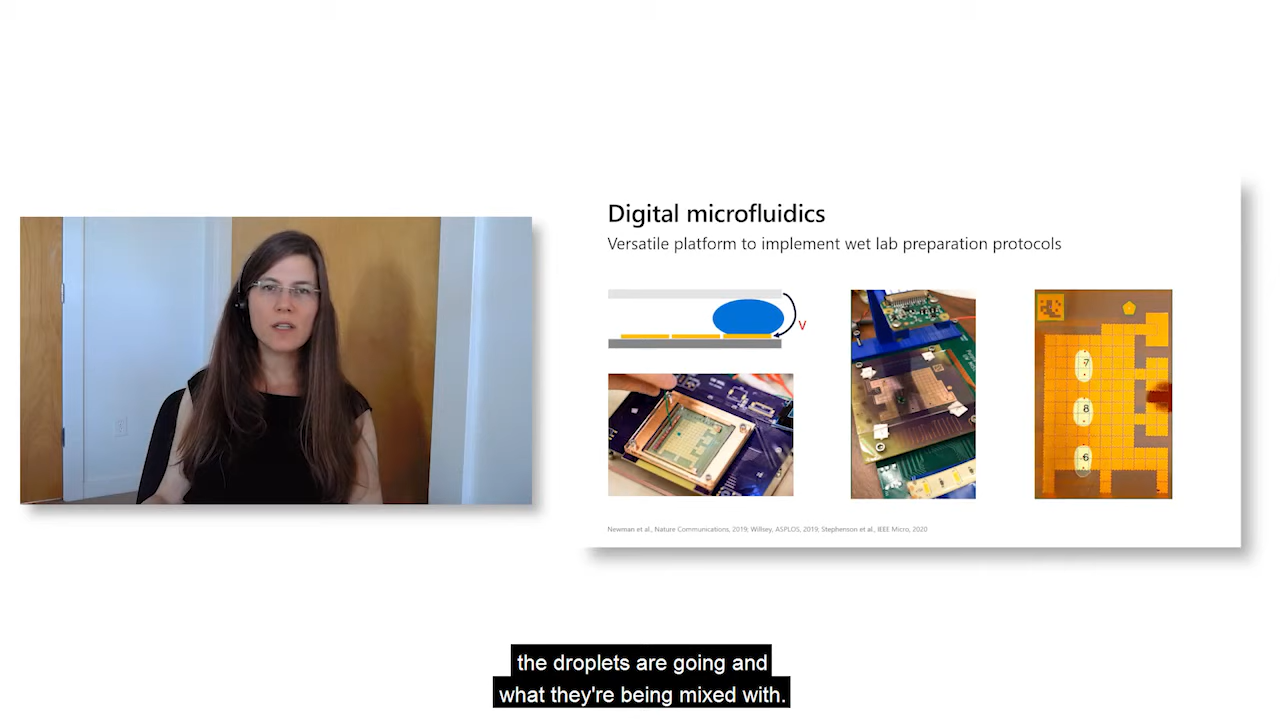 Digital microfluidics
Versatile platform to implement wet lab preparation protocols
V
7
8
6
Newman et al., Nature Communications, 2019; Willsey, ASPLOS, 2019; Stephenson et al., IEEE Micro, 2020
the droplets are going and
what they're being mixed with.